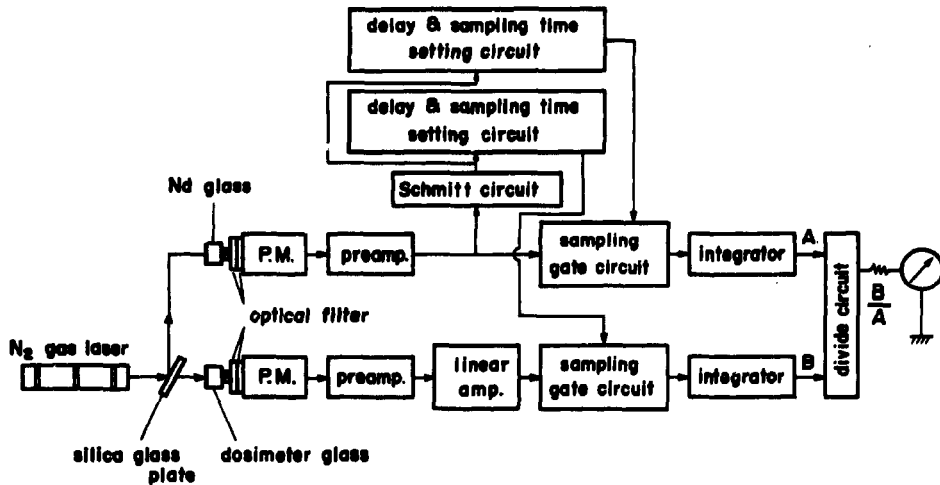 delay & sampling time
setting circuit
delay & sampling time
setting circuit
Schmitt circuit
Nd glass
P.M.
preamp.
sampling
gate circuit
integrator
A
optical filter
divide circuit
B
A
N2 gas laser
P.M.
preamp.
linear
amp.
sampling
gate circuit
integrator
B
silica glass
plate
dosimeter glass